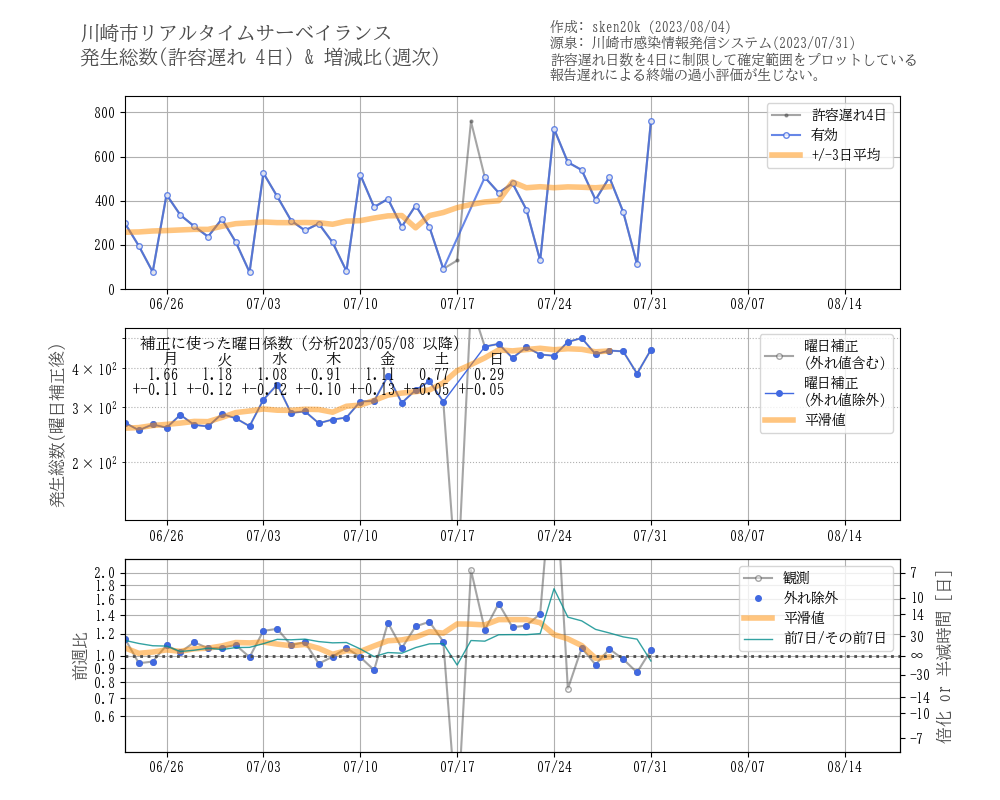 川崎市リアルタイムサーベイランス
発生総数(許容遅れ 4日) & 増減比(週次)
作成: sken20k (2023/08/04)
源泉: 川崎市感染情報発信システム(2023/07/31)
許容遅れ日数を4日に制限して確定範囲をプロットしている
報告遅れによる終端の過小評価が生じない。
800
600
400
200
0
許容遅れ4日
有効
+/-3日平均
06/26 07/03 07/10 07/17 07/24 07/31 08/07 08/14
発生総数(曜日補正後)
4 × 10²
3 × 10²
2 × 10²
補正に使った曜日係数 (分析2023/05/08 以降)
月 火 水 木 金 土 日
1.66 1.18 1.08 0.91 1.11 0.77 0.29
+-0.11 +-0.12 +-0.12 +-0.10 +-0.13 +-0.05 +-0.05
曜日補正
(外れ値含む)
曜日補正
(外れ値除外)
平滑値
06/26 07/03 07/10 07/17 07/24 07/31 08/07 08/14
前週比
2.0
1.8
1.6
1.4
1.2
1.0
0.9
0.8
0.7
0.6
観測
外れ除外
平滑値
前7日/その前7日
7
10
14
30
∞
-30
-14
-10
-7
倍化 or 半減時間 [日]
06/26 07/03 07/10 07/17 07/24 07/31 08/07 08/14